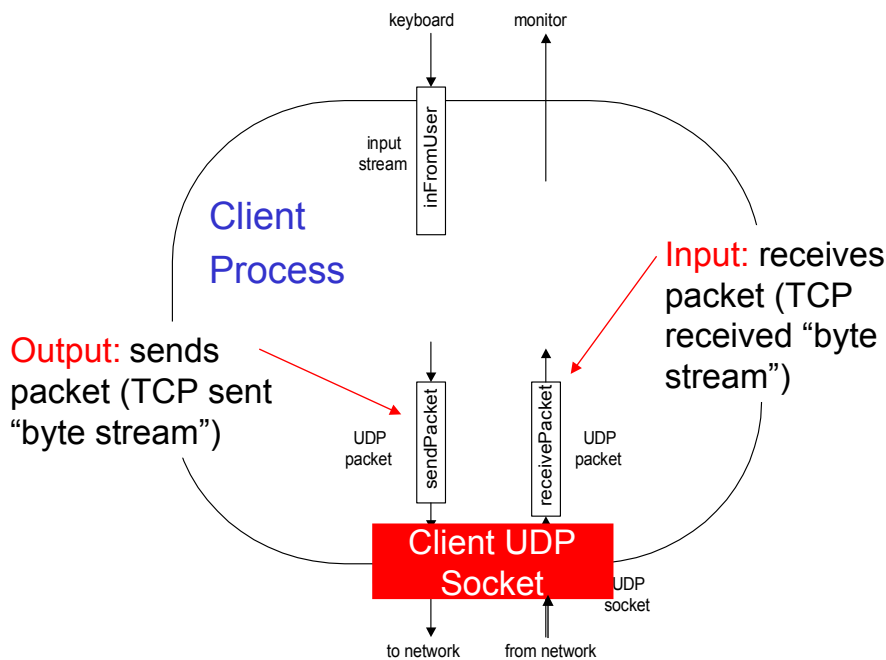 keyboard
monitor
input
stream
inFromUser
Client
Process
Input: receives
packet (TCP
received “byte
stream”)
Output: sends
packet (TCP sent
“byte stream”)
UDP
packet
sendPacket
receivePacket
UDP
packet
Client UDP
Socket
UDP
socket
to network
from network